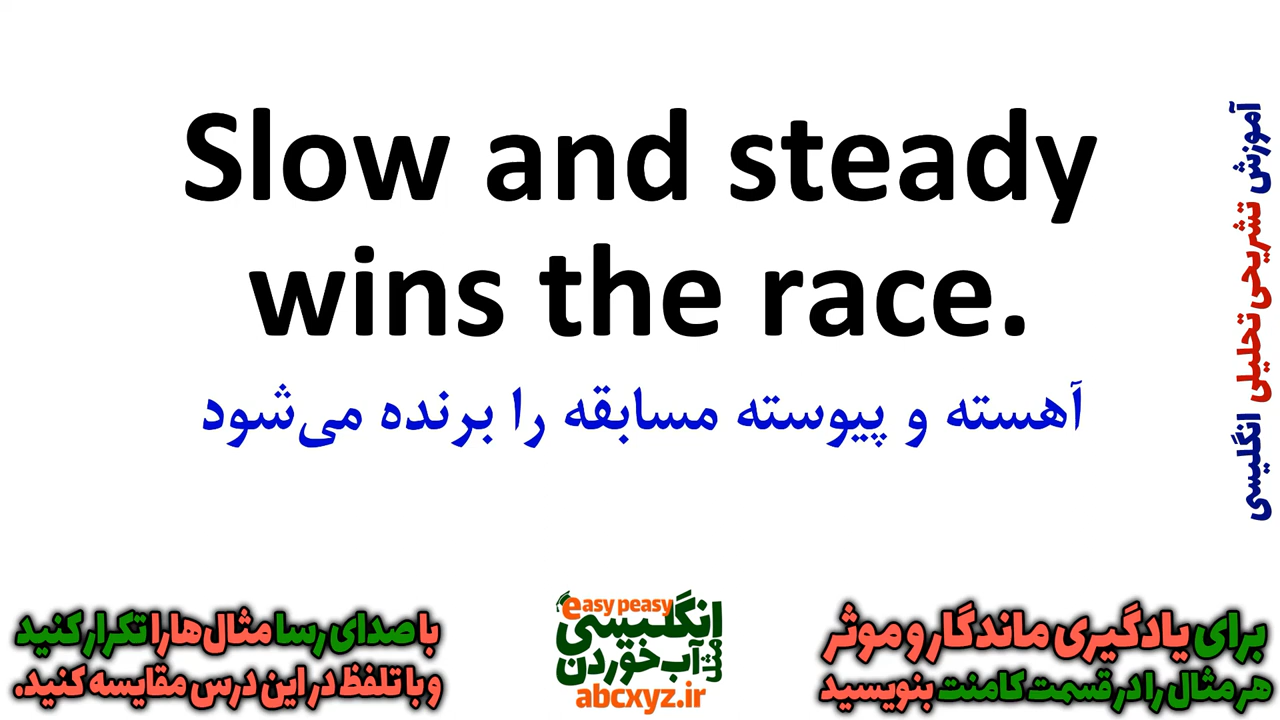 Slow and steady
wins the race.
آهسته و پیوسته مسابقه را برنده می‌شود
آموزش تشریحی تحلیلی انگلیسی
برای یادگیری ماندگار و موثر
هر مثال را در قسمت کامنت بنویسید
easy peasy
انگلیسی
مثل آب خوردن
abcxyz.ir
با صدای رسا مثال‌ها را تکرار کنید
و با تلفظ در این درس مقایسه کنید.